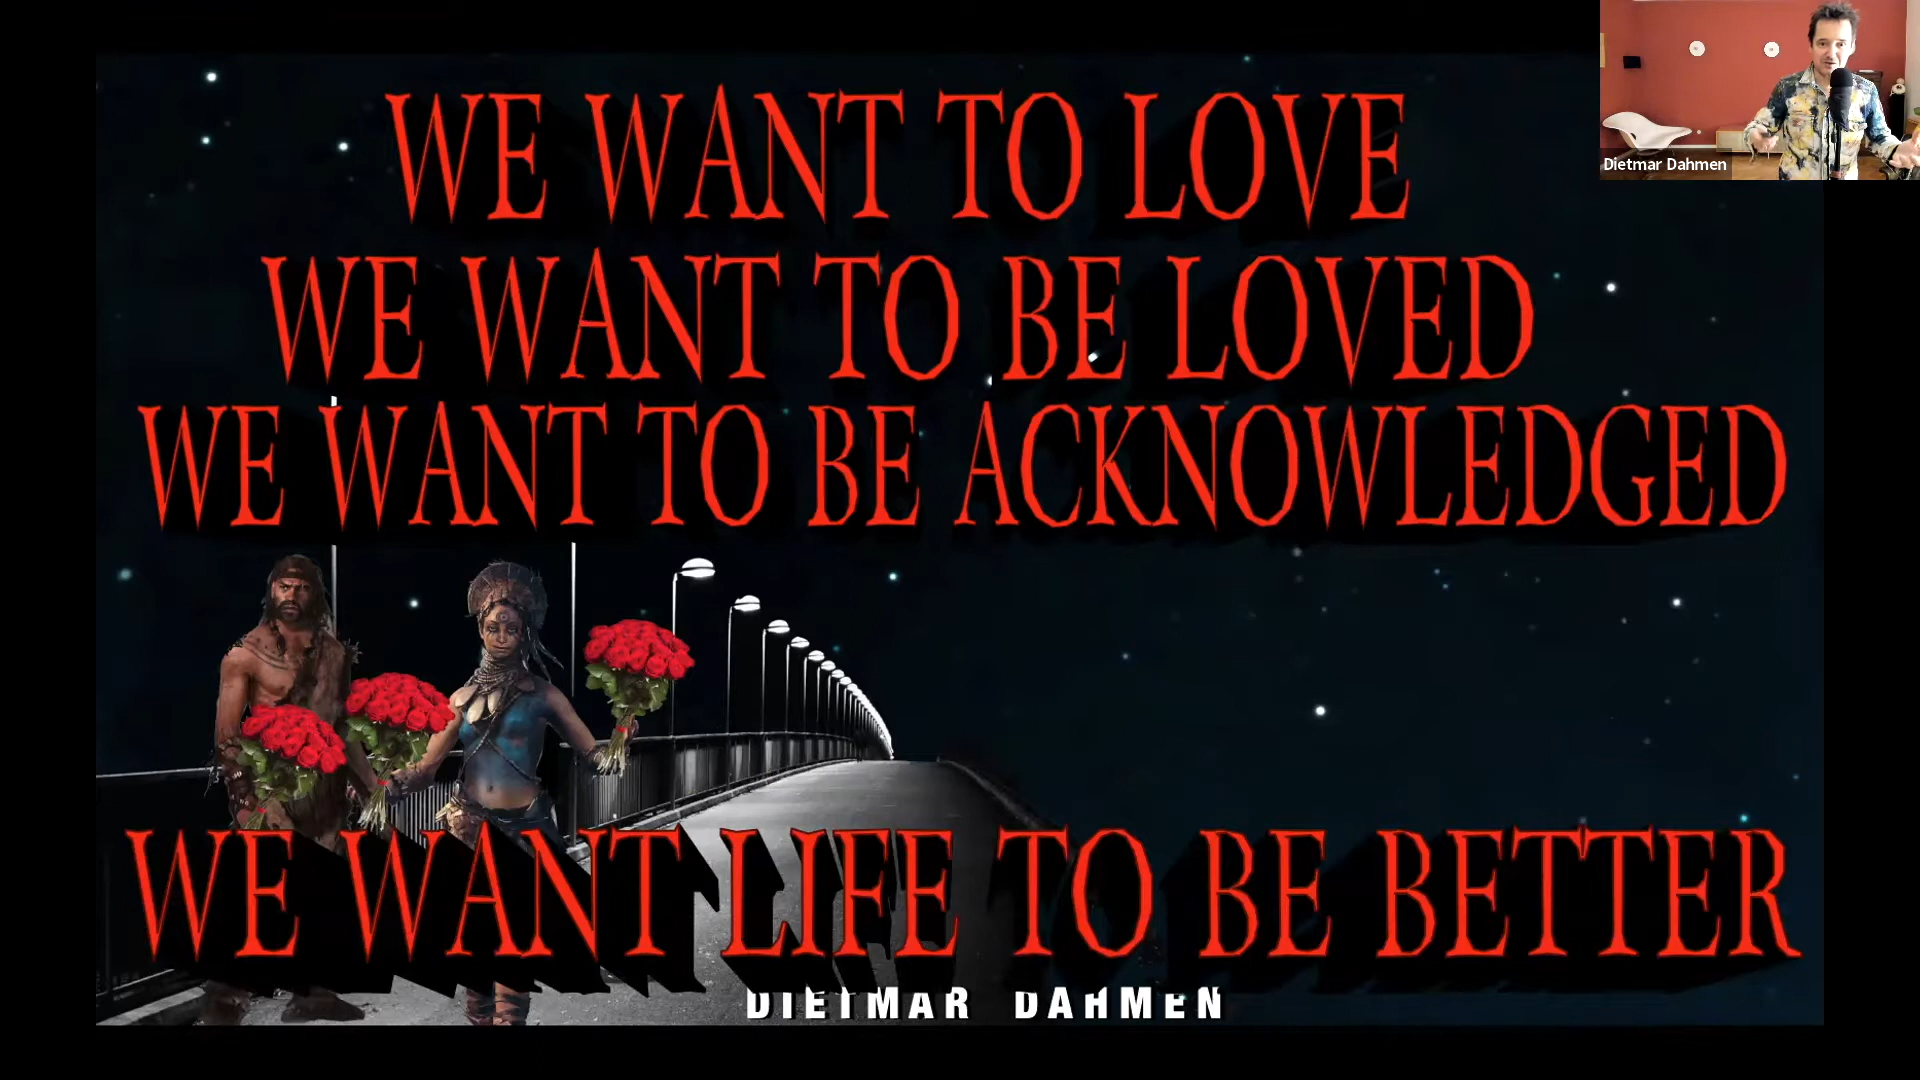 WE WANT TO LOVE
WE WANT TO BE LOVED
WE WANT TO BE ACKNOWLEDGED
WE WANT LIFE TO BE BETTER
DIETMAR DAHMEN
Dietmar Dahmen